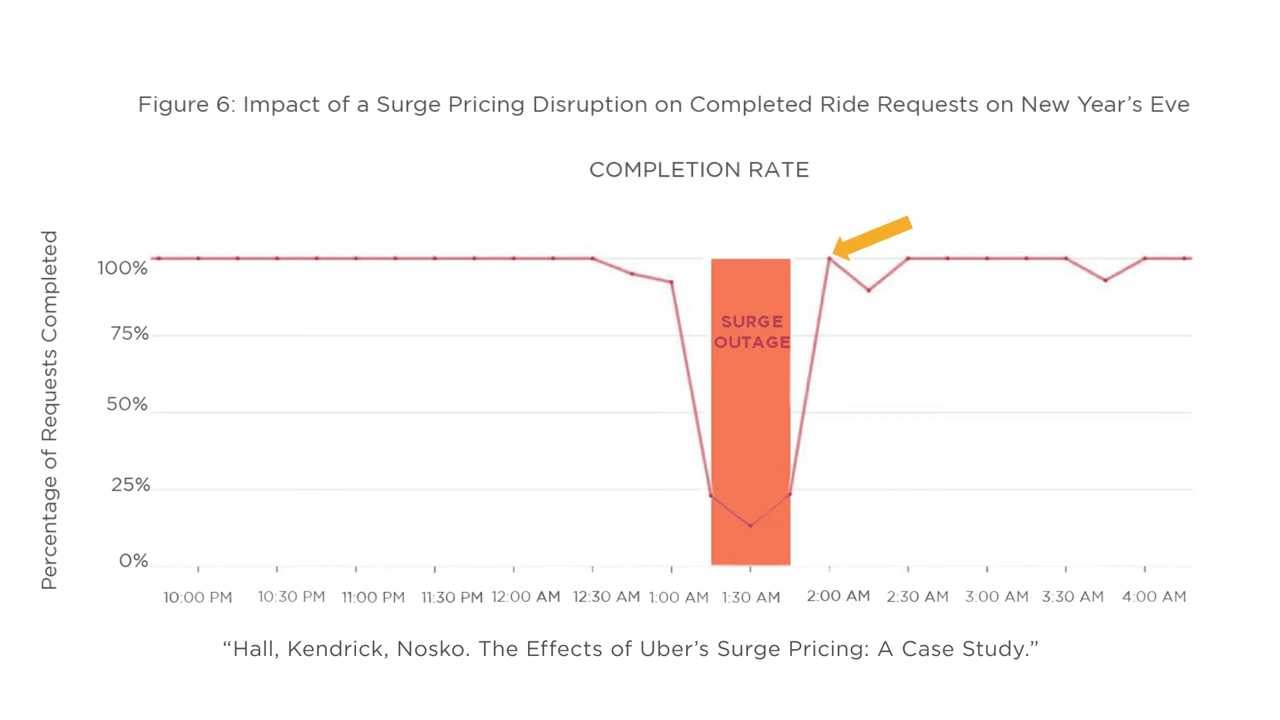 Figure 6: Impact of a Surge Pricing Disruption on Completed Ride Requests on New Year’s Eve
COMPLETION RATE
Percentage of Requests Completed
100%
75%
50%
25%
0%
SURGE
OUTAGE
10:00 PM 10:30 PM 11:00 PM 11:30 PM 12:00 AM 12:30 AM 1:00 AM 1:30 AM 2:00 AM 2:30 AM 3:00 AM 3:30 AM 4:00 AM
“Hall, Kendrick, Nosko. The Effects of Uber’s Surge Pricing: A Case Study.”